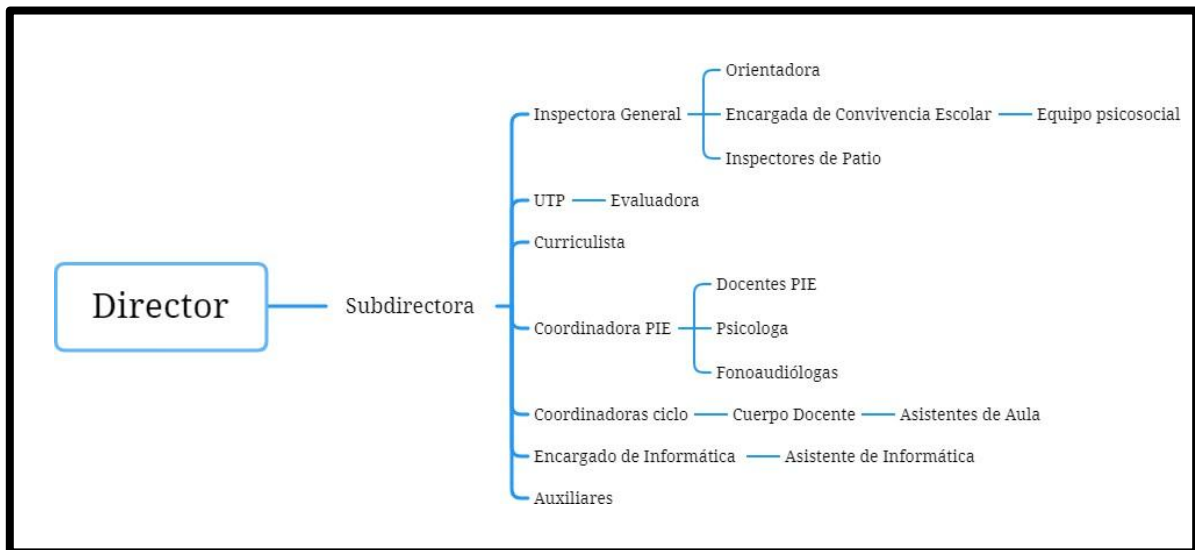 Director
Subdirectora
Inspectora General
Orientadora
Encargada de Convivencia Escolar
Equipo psicosocial
Inspectores de Patio
UTP
Evaluadora
Curriculista
Coordinadora PIE
Docentes PIE
Psicologa
Fonoaudiólogas
Coordinadoras ciclo
Cuerpo Docente
Asistentes de Aula
Encargado de Informática
Asistente de Informática
Auxiliares